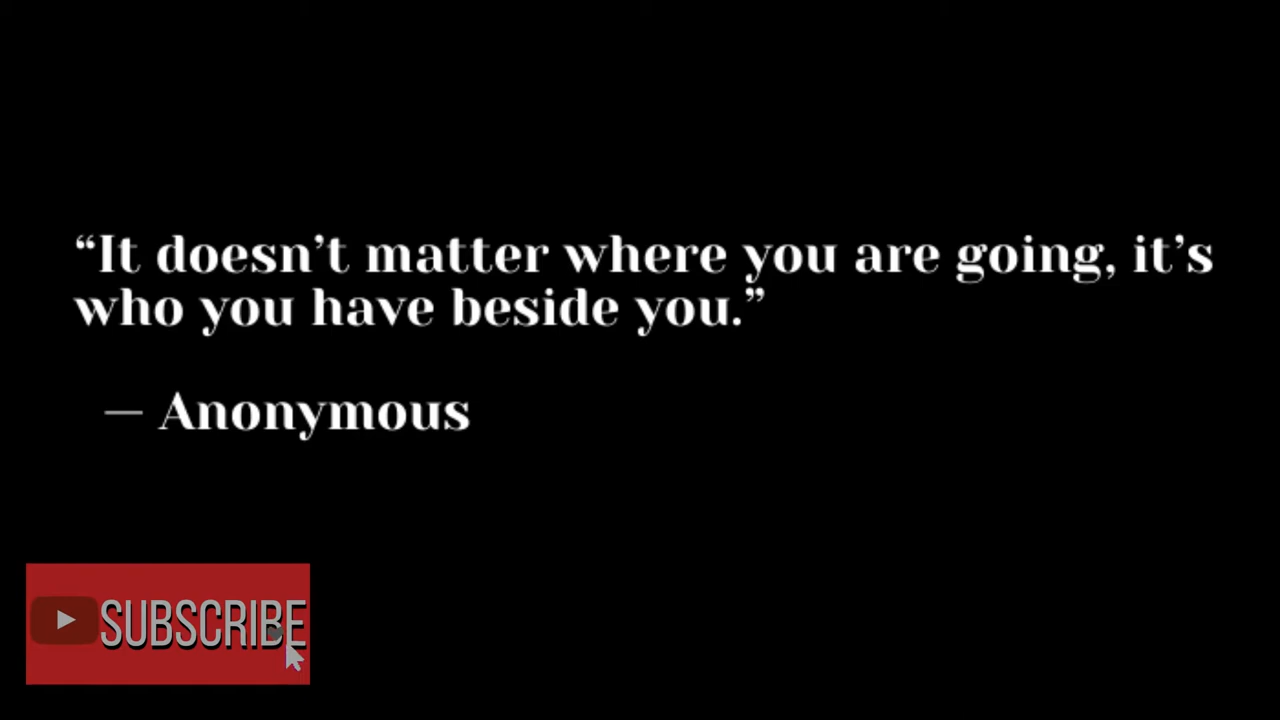 “It doesn’t matter where you are going, it’s
who you have beside you.”
— Anonymous
SUBSCRIBE